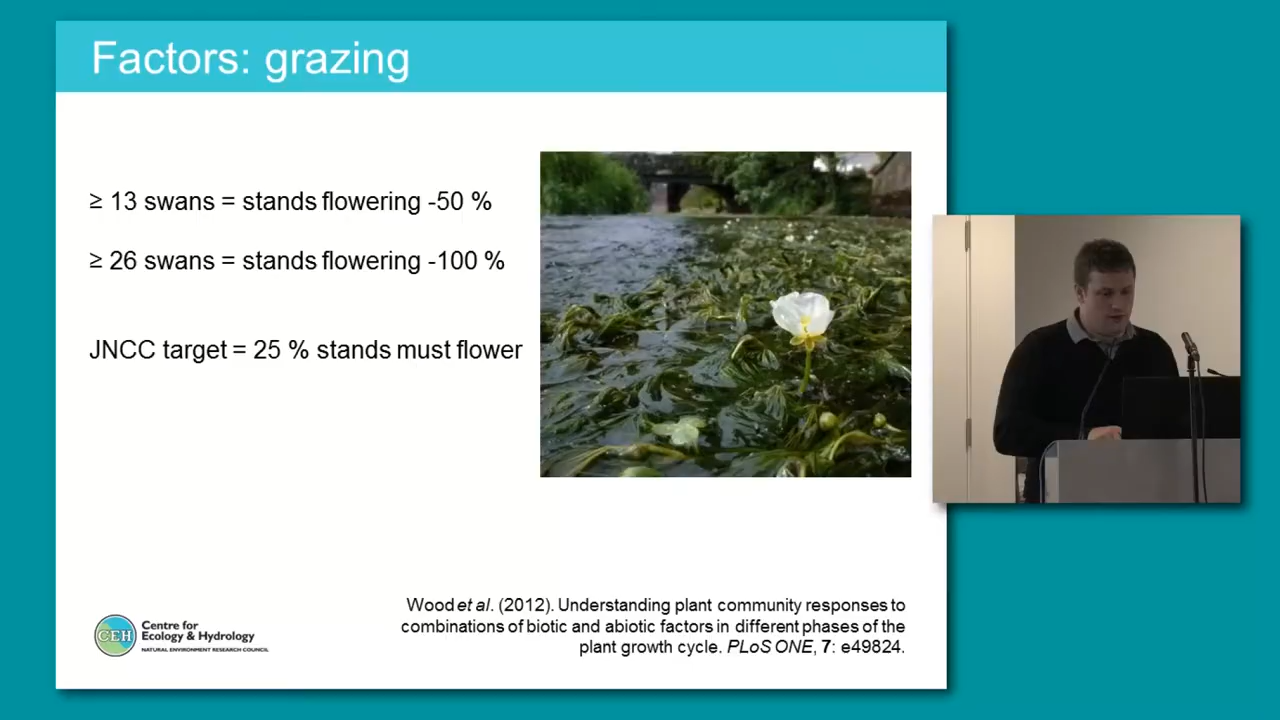 Factors: grazing
≥ 13 swans = stands flowering -50 %
≥ 26 swans = stands flowering -100 %
JNCC target = 25 % stands must flower
Wood et al. (2012). Understanding plant community responses to
combinations of biotic and abiotic factors in different phases of the
plant growth cycle. PLoS ONE, 7: e49824.
CEH
Centre for
Ecology & Hydrology
NATURAL ENVIRONMENT RESEARCH COUNCIL